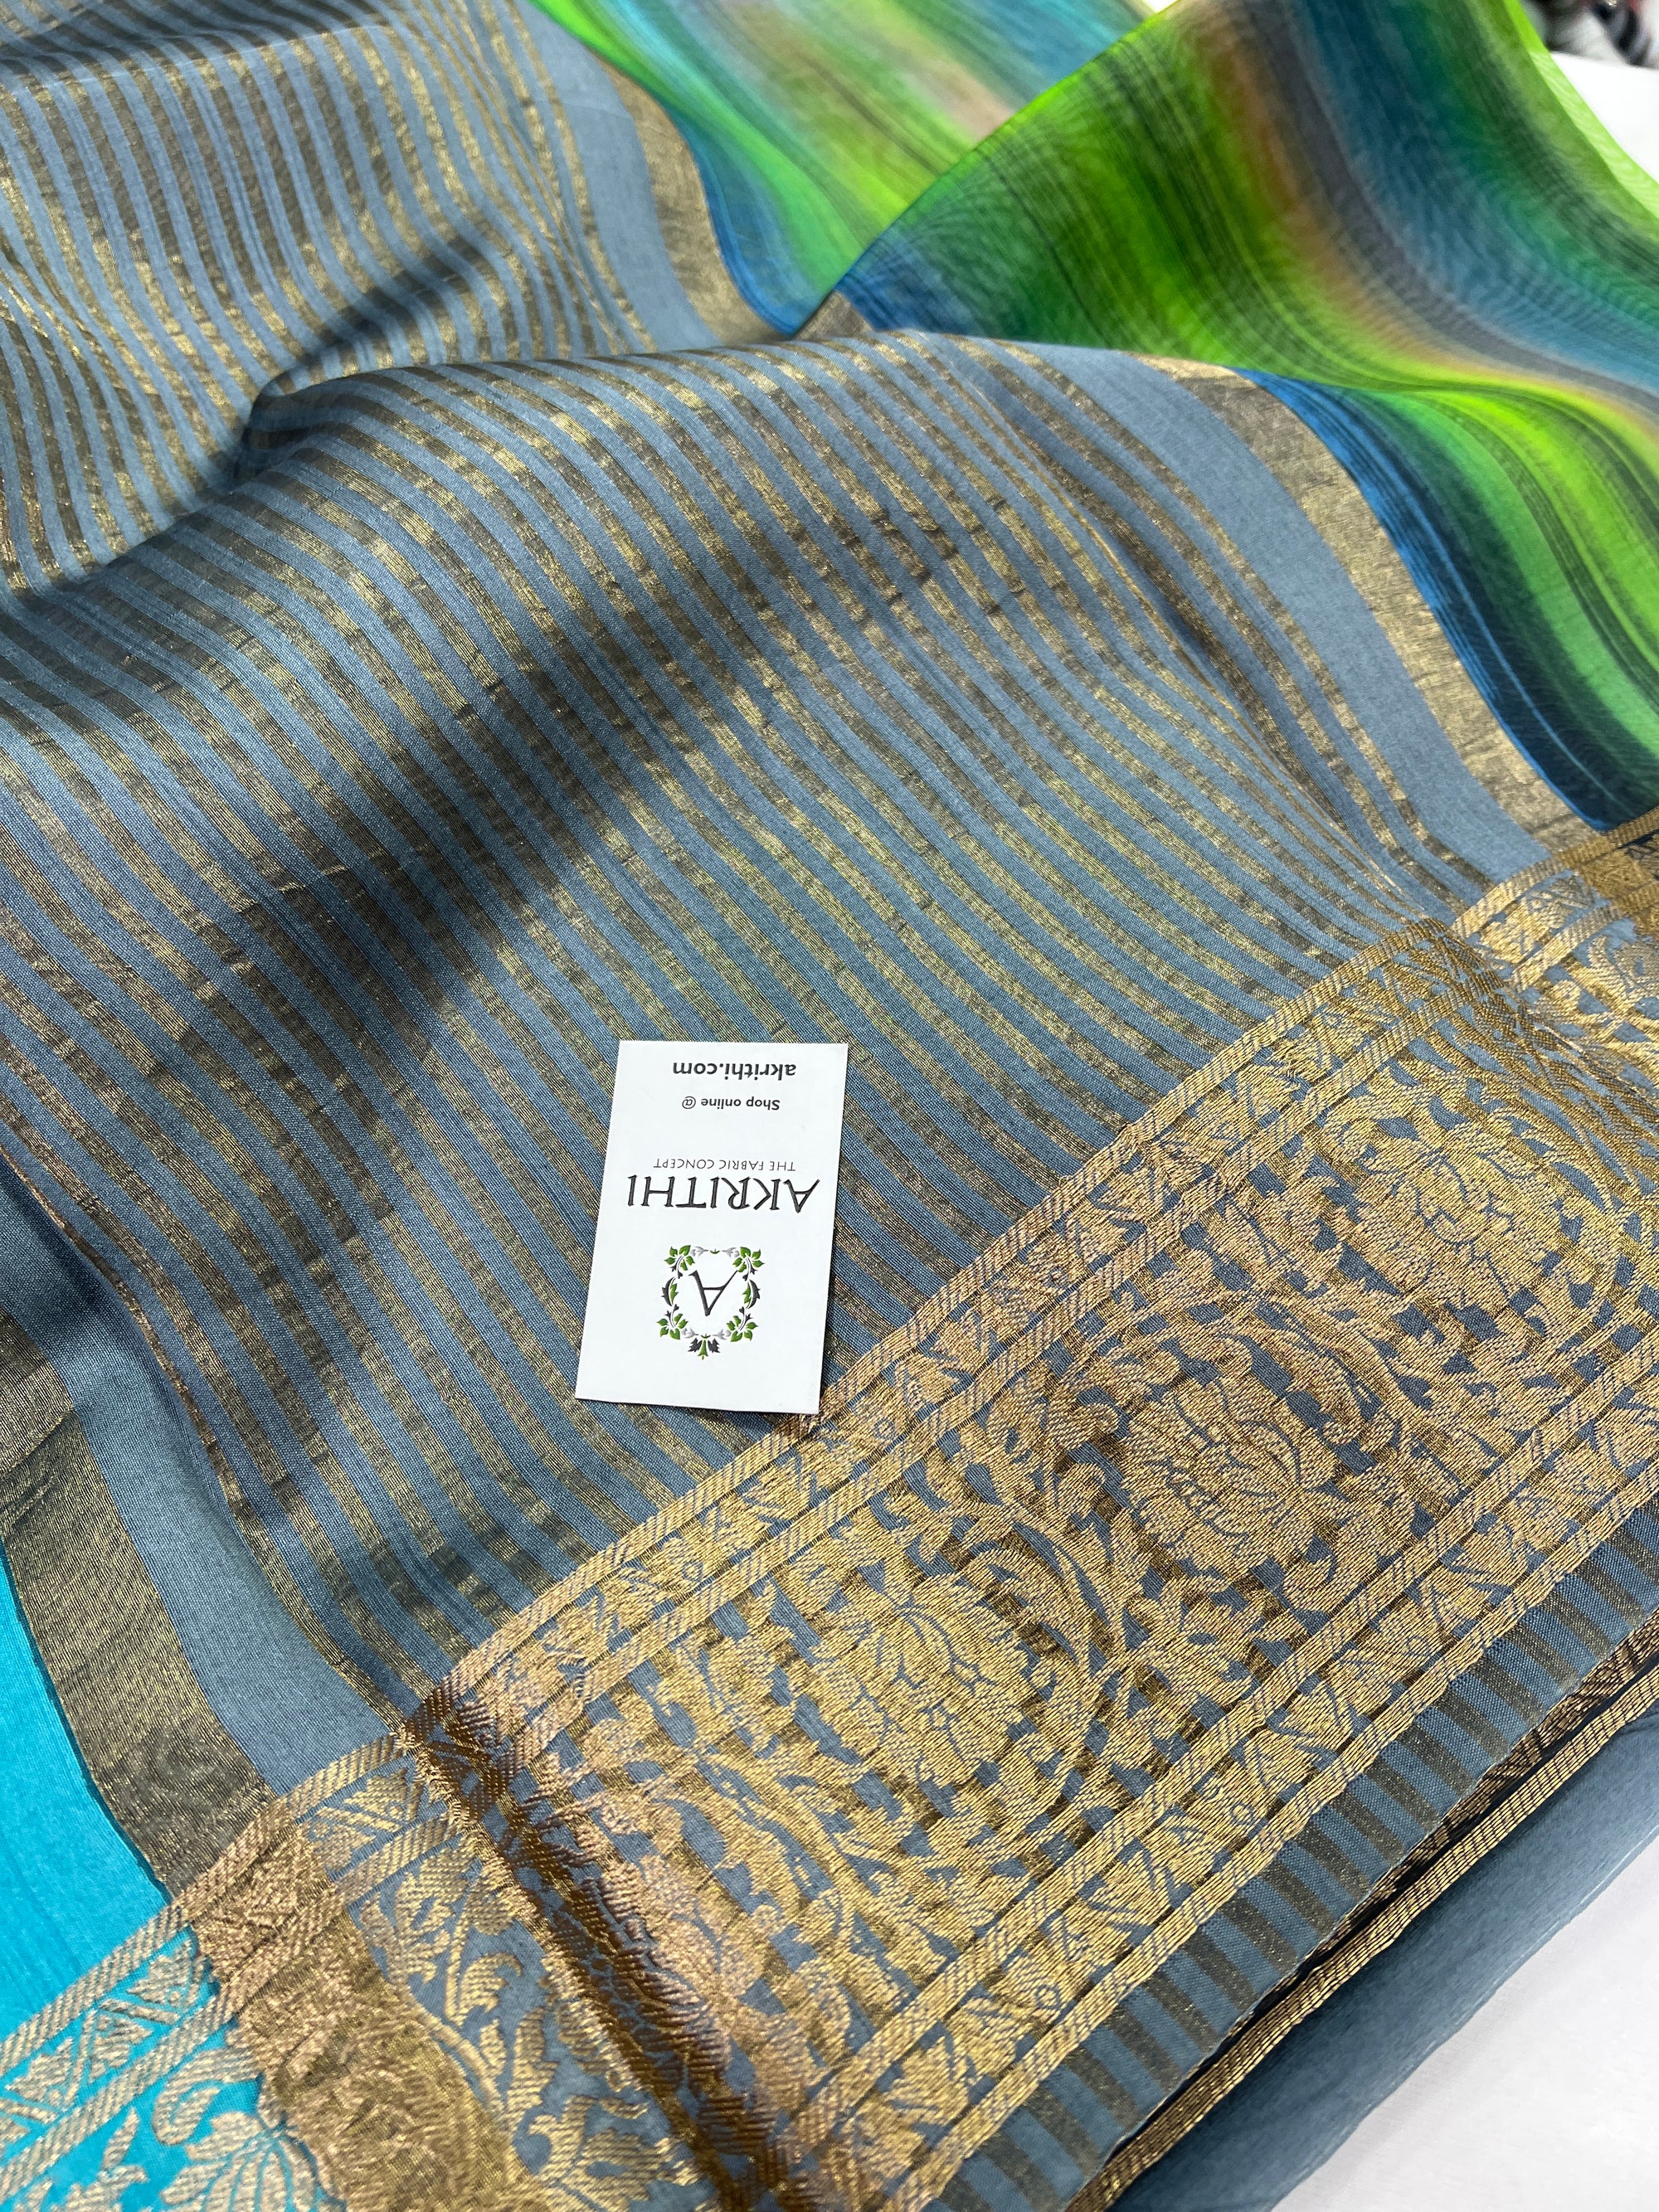 A
AKRITHI
THE FABRIC CONCEPT
Shop online @
akrithi.com